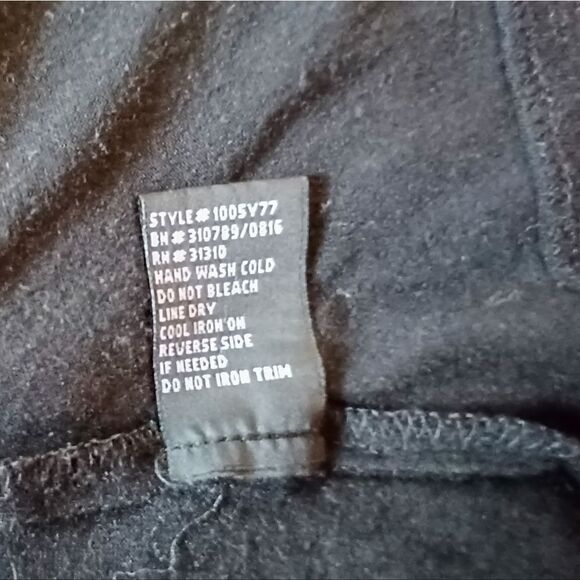 STYLE# 1005Y77
BN# 310789/0816
RN# 31310
HAND WASH COLD
DO NOT BLEACH
LINE DRY
COOL IRON ON
REVERSE SIDE
IF NEEDED
DO NOT IRON TRIM